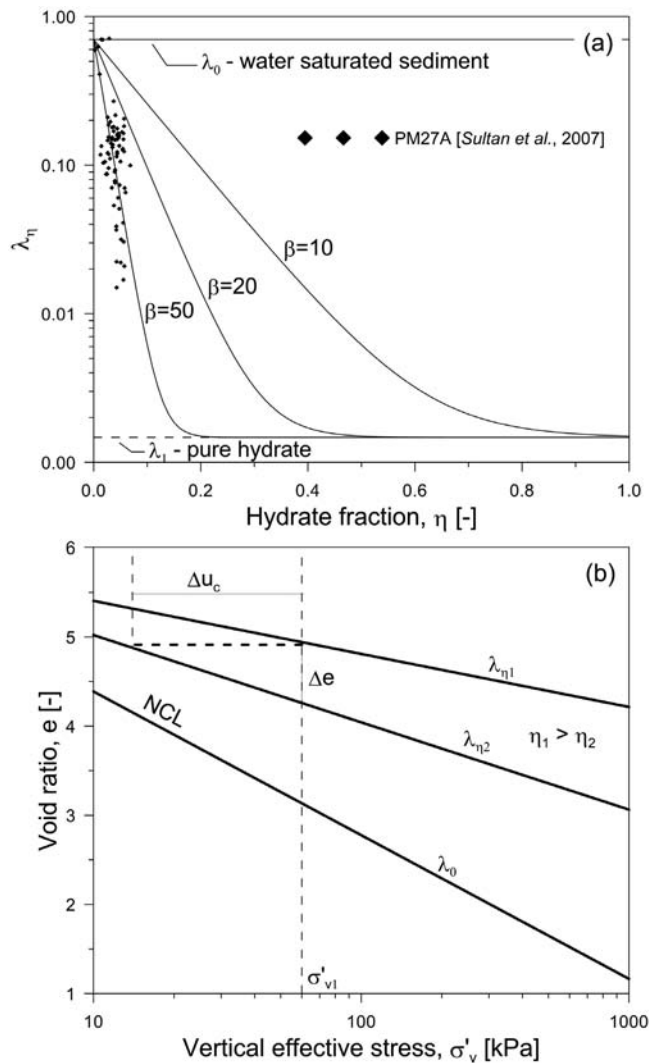 1.00
(a)
λ₀ - water saturated sediment
PM27A [Sultan et al., 2007]
0.10
λη
β=10
0.01
β=20
β=50
λ₁ - pure hydrate
0.00
0.0 0.2 0.4 0.6 0.8 1.0
Hydrate fraction, η [-]
6
(b)
Δu_c
5
λη1
Δe
NCL
4
λη2
η₁ > η₂
Void ratio, e [-]
3
λ₀
2
σ'v1
1
10 100 1000
Vertical effective stress, σ'v [kPa]